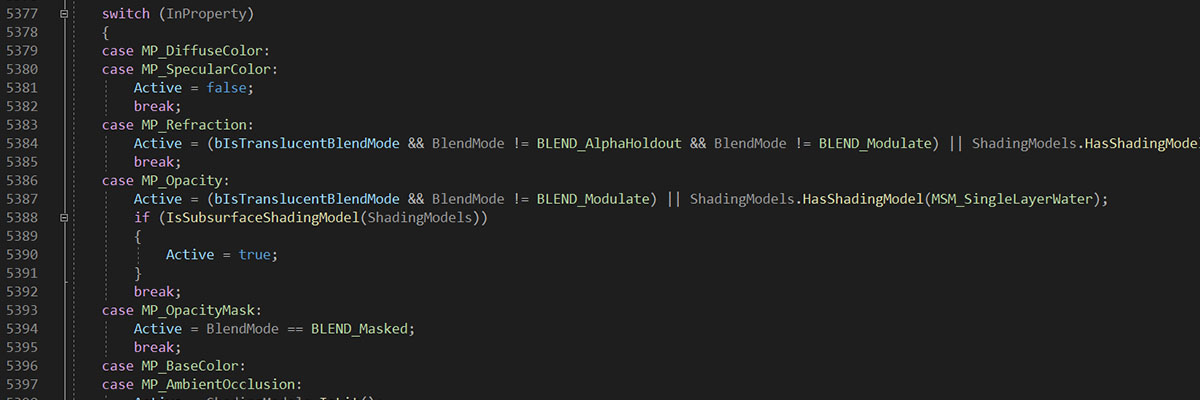 5377 switch (InProperty)
5378 {
5379 case MP_DiffuseColor:
5380 case MP_SpecularColor:
5381 Active = false;
5382 break;
5383 case MP_Refraction:
5384 Active = (bIsTranslucentBlendMode && BlendMode != BLEND_AlphaHoldout && BlendMode != BLEND_Modulate) || ShadingModels.HasShadingMode
5385 break;
5386 case MP_Opacity:
5387 Active = (bIsTranslucentBlendMode && BlendMode != BLEND_Modulate) || ShadingModels.HasShadingModel(MSM_SingleLayerWater);
5388 if (IsSubsurfaceShadingModel(ShadingModels))
5389 {
5390 Active = true;
5391 }
5392 break;
5393 case MP_OpacityMask:
5394 Active = BlendMode == BLEND_Masked;
5395 break;
5396 case MP_BaseColor:
5397 case MP_AmbientOcclusion: